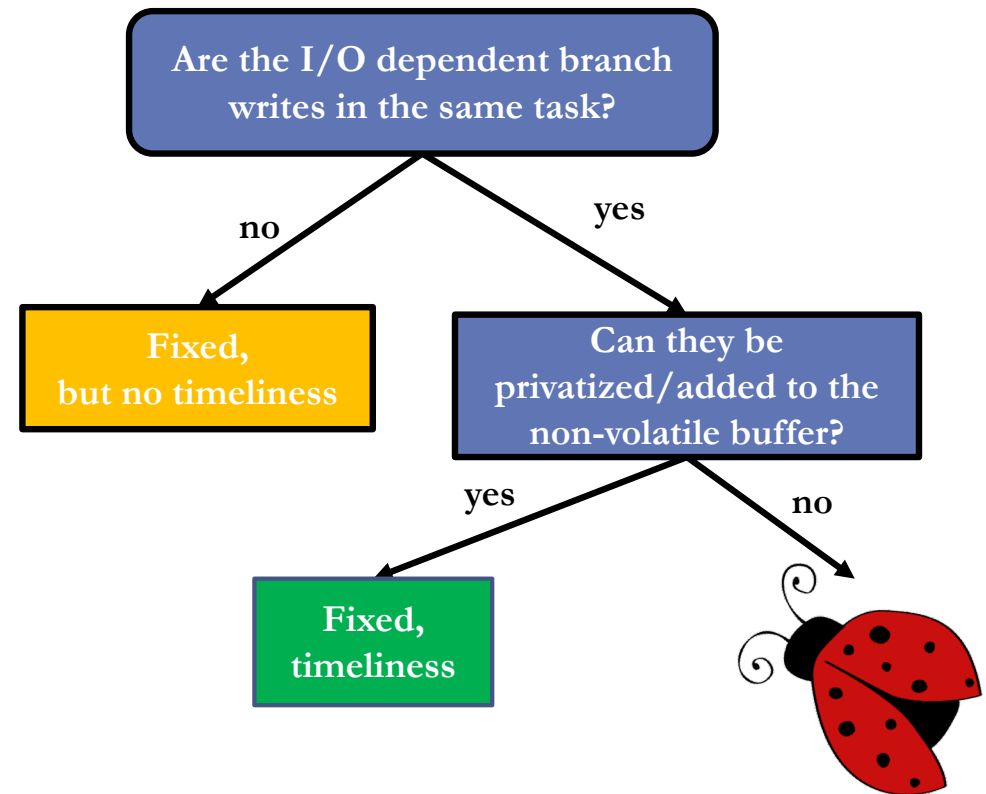 Are the I/O dependent branch
writes in the same task?
no
yes
Fixed,
but no timeliness
Can they be
privatized/added to the
non-volatile buffer?
yes
no
Fixed,
timeliness